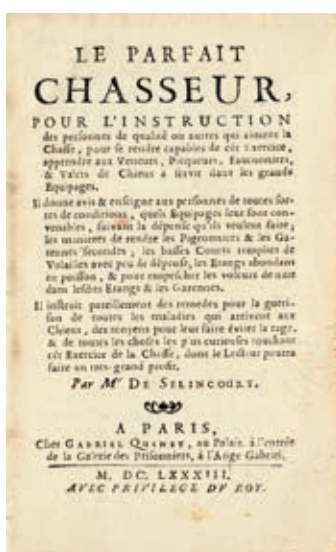 LE PARFAIT
CHASSEUR,
POUR L'INSTRUCTION
des personnes de qualité ou autres qui aiment la
Chasse, pour se rendre capables de cét Exercice,
apprendre aux Veneurs, Picqueurs, Fauconniers,
& Valets de Chiens à servir dans les grands
Equipages.
Il donne avis & enseigne aux personnes de toutes sor-
tes de conditions, quels Equipages leur sont con-
venables, suivant la dépense qu'ils veulent faire;
les manieres de rendre les Pigeonniers & les Ga-
rennes fecondes; les basses Courts remplies de
Volailles avec peu de dépense, les Etangs abondans
en poisson, & pour empescher les voleurs de nuit
dans lesdits Etangs & les Garennes.
Il instruit pareillement des remedes pour la gueri-
son de toutes les maladies qui arrivent aux
Chiens, des moyens pour leur faire éviter la rage,
& de toutes les choses les plus curieuses touchant
cét Exercice de la Chasse, dont le Lecteur pourra
faire un tres-grand profit.
Par Mr DE SELINCOURT.
A PARIS,
Chez GABRIEL QUINET, au Palais, à l'entrée
de la Galerie des Prisonniers, à l'Ange Gabriel.
M. DC. LXXXIII.
AVEC PRIVILEGE DV ROY.